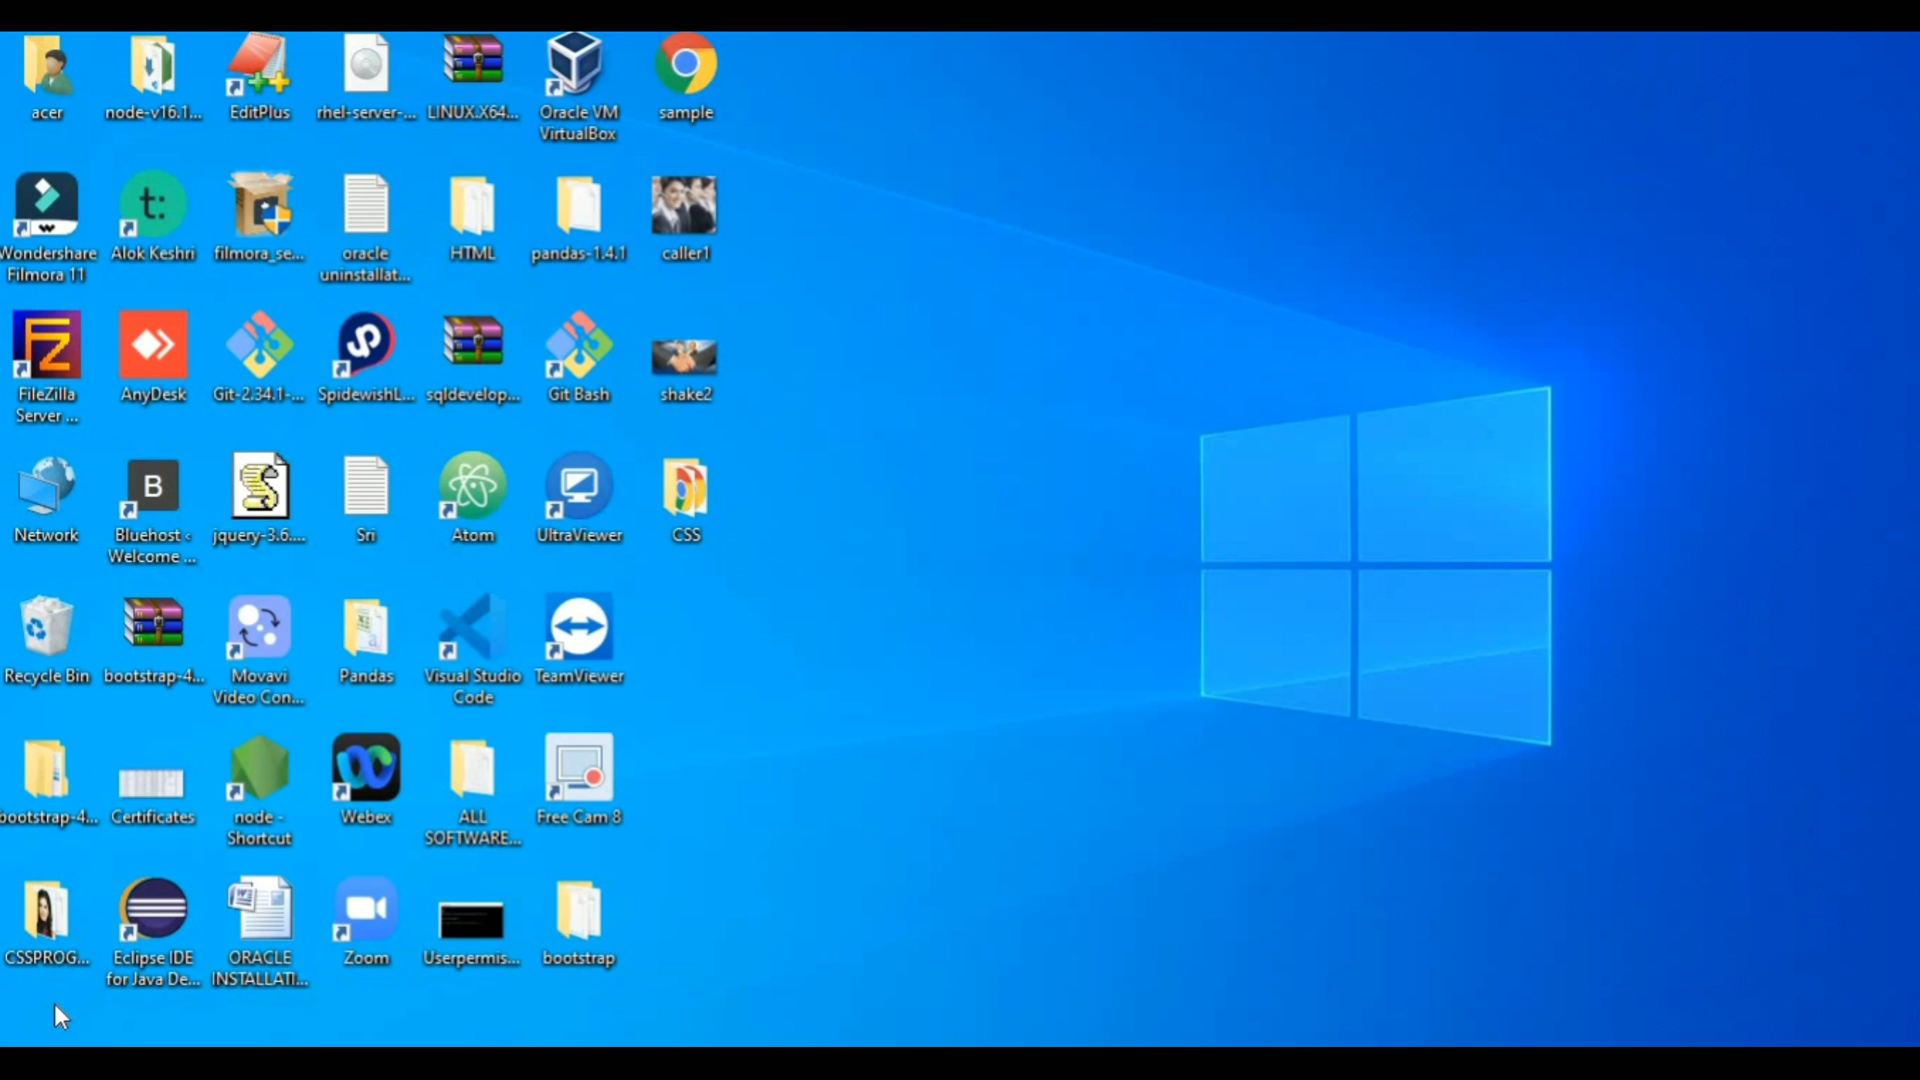 acer
node-v16.1...
EditPlus
rhel-server-...
LINUX.X64...
Oracle VM
VirtualBox
sample
Wondershare
Filmora 11
t:
Alok Keshri
filmora_se...
oracle
uninstallat...
HTML
pandas-1.4.1
caller1
FZ
FileZilla
Server ...
AnyDesk
Git-2.34.1-...
SpidewishL...
sqldevelop...
Git Bash
shake2
Network
B
Bluehost ‹
Welcome ...
jquery-3.6....
Sri
Atom
UltraViewer
CSS
Recycle Bin
bootstrap-4...
Movavi
Video Con...
Pandas
Visual Studio
Code
TeamViewer
bootstrap-4...
Certificates
node -
Shortcut
Webex
ALL
SOFTWARE...
Free Cam 8
CSSPROG...
Eclipse IDE
for Java De...
ORACLE
INSTALLATI...
Zoom
Userpermis...
bootstrap